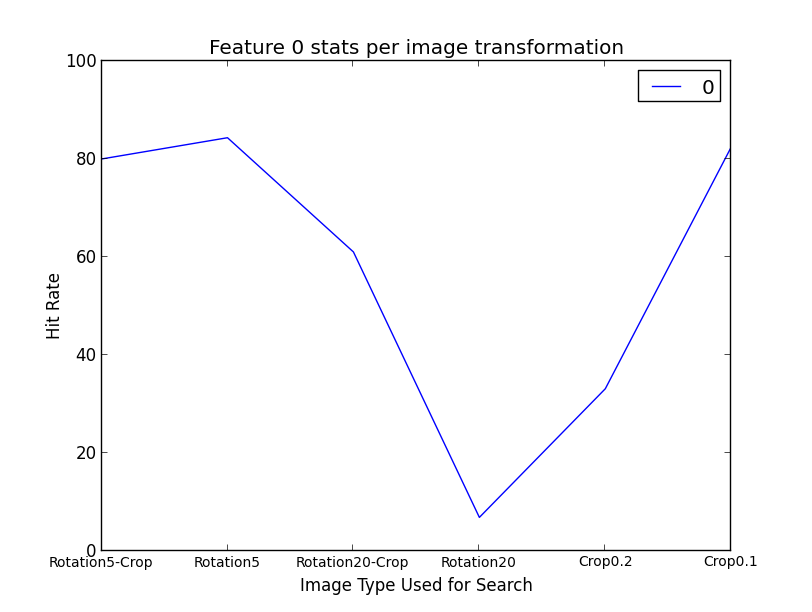 Feature 0 stats per image transformation
0
100
80
60
40
20
0
Hit Rate
Rotation5-Crop Rotation5 Rotation20-Crop Rotation20 Crop0.2 Crop0.1
Image Type Used for Search